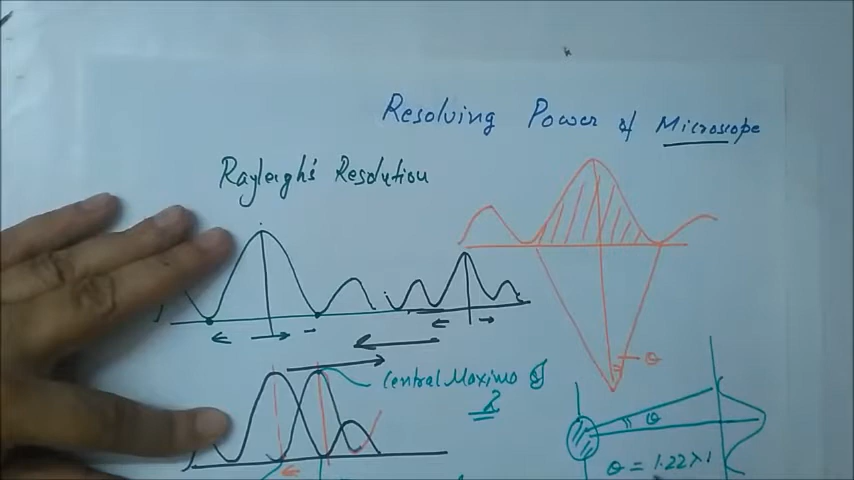 Resolving Power of Microscope
Rayleigh's Resolution
θ
Central Maxima of
2
θ
θ = 1.22λ